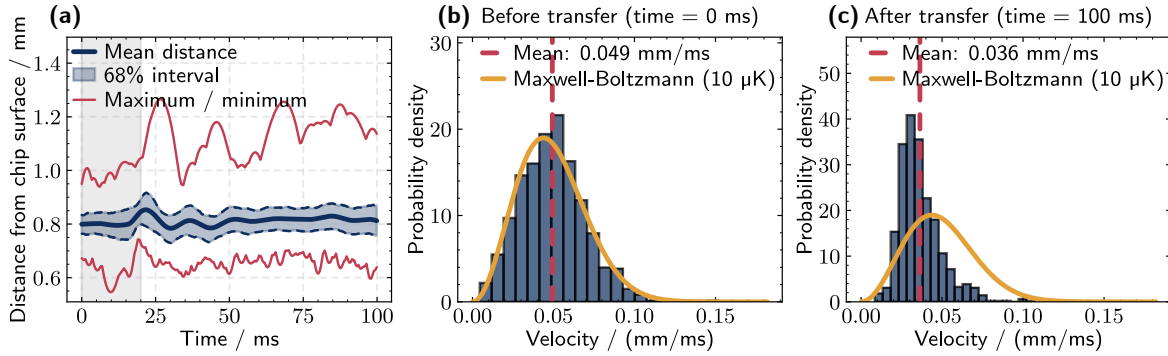 (a)
Distance from chip surface / mm
1.4
1.2
1.0
0.8
0.6
Mean distance
68% interval
Maximum / minimum
0
25
50
75
100
Time / ms
(b) Before transfer (time = 0 ms)
Probability density
30
20
10
0
Mean: 0.049 mm/ms
Maxwell-Boltzmann (10 µK)
0.00
0.05
0.10
0.15
Velocity / (mm/ms)
(c) After transfer (time = 100 ms)
Probability density
50
40
30
20
10
0
Mean: 0.036 mm/ms
Maxwell-Boltzmann (10 µK)
0.00
0.05
0.10
0.15
Velocity / (mm/ms)